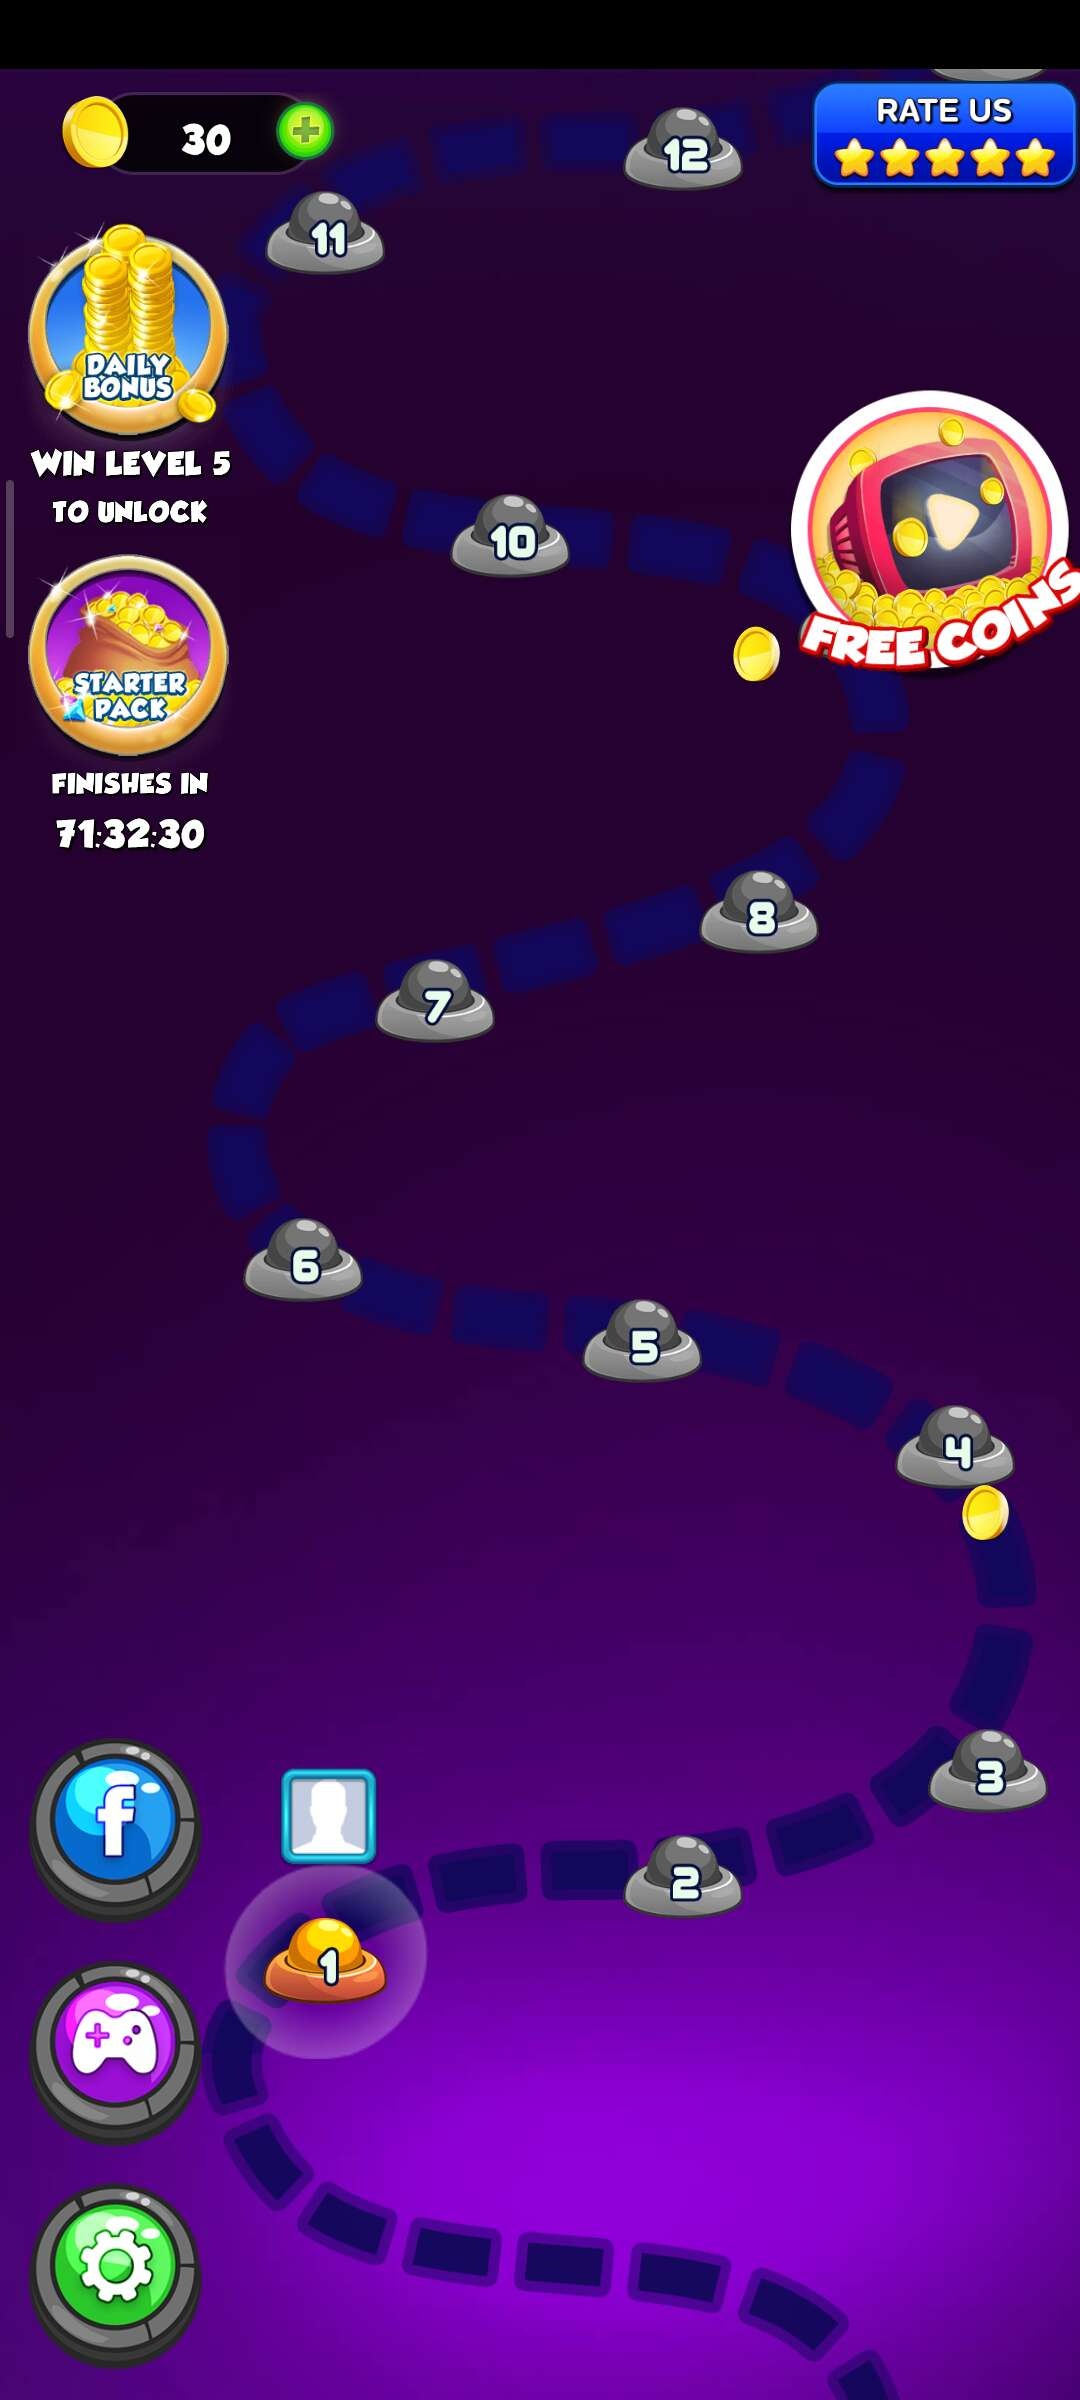 30
RATE US
12
11
DAILY
BONUS
WIN LEVEL 5
TO UNLOCK
10
FREE COINS
STARTER
PACK
FINISHES IN
71:32:30
8
7
6
5
4
3
2
f
1